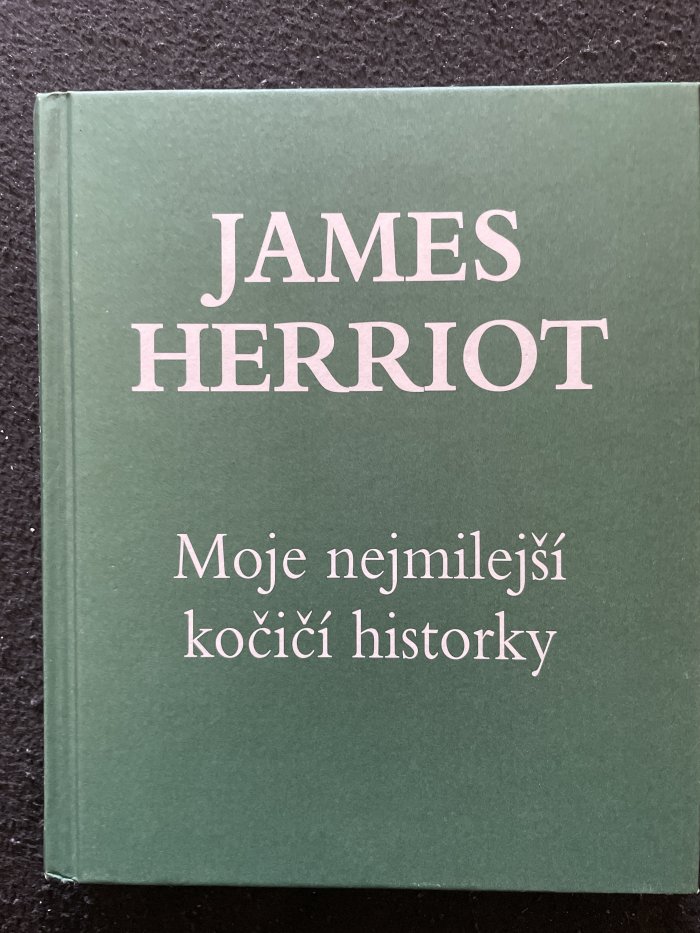 JAMES
HERRIOT
Moje nejmilejší
kočičí historky